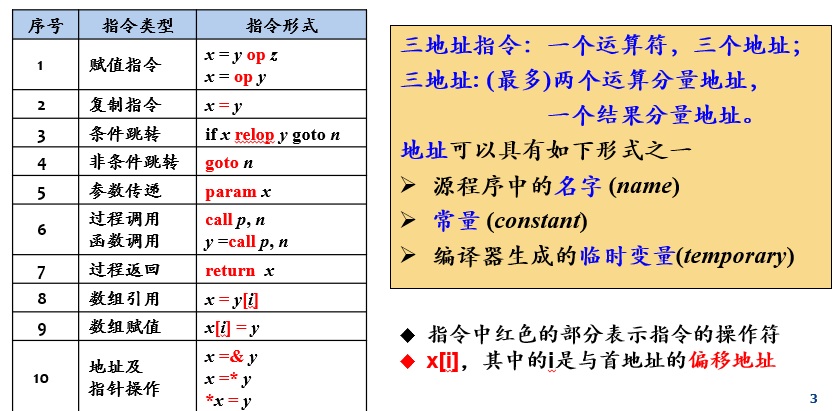 序号 指令类型 指令形式
1 赋值指令 x = y op z
x = op y
2 复制指令 x = y
3 条件跳转 if x relop y goto n
4 非条件跳转 goto n
5 参数传递 param x
6 过程调用 call p, n
函数调用 y =call p, n
7 过程返回 return x
8 数组引用 x = y[i]
9 数组赋值 x[i] = y
10 地址及 x =& y
指针操作 x =* y
*x = y
三地址指令：一个运算符，三个地址；
三地址: (最多)两个运算分量地址，
一个结果分量地址。
地址可以具有如下形式之一
➢ 源程序中的名字 (name)
➢ 常量 (constant)
➢ 编译器生成的临时变量(temporary)
◆ 指令中红色的部分表示指令的操作符
◆ x[i]，其中的i是与首地址的偏移地址
3